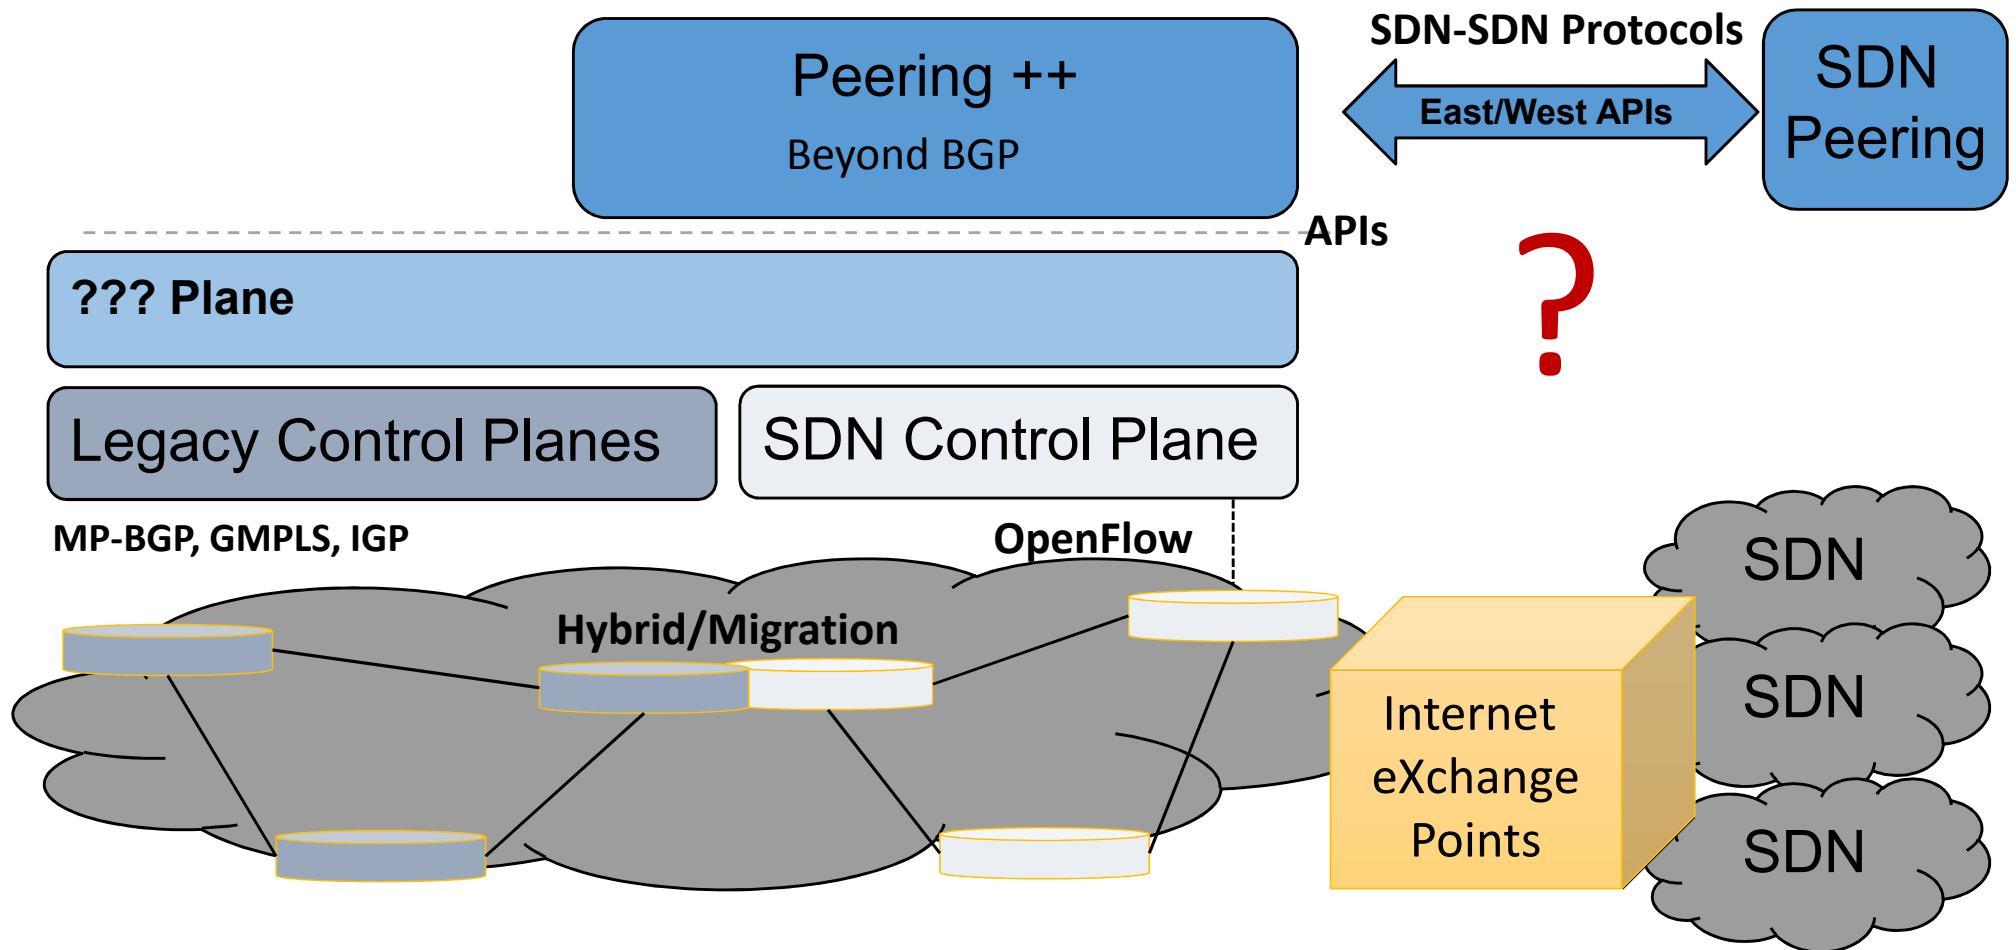 SDN-SDN Protocols
Peering ++
Beyond BGP
East/West APIs
SDN
Peering
APIs
??? Plane
?
Legacy Control Planes
SDN Control Plane
MP-BGP, GMPLS, IGP
OpenFlow
Hybrid/Migration
Internet
eXchange
Points
SDN
SDN
SDN